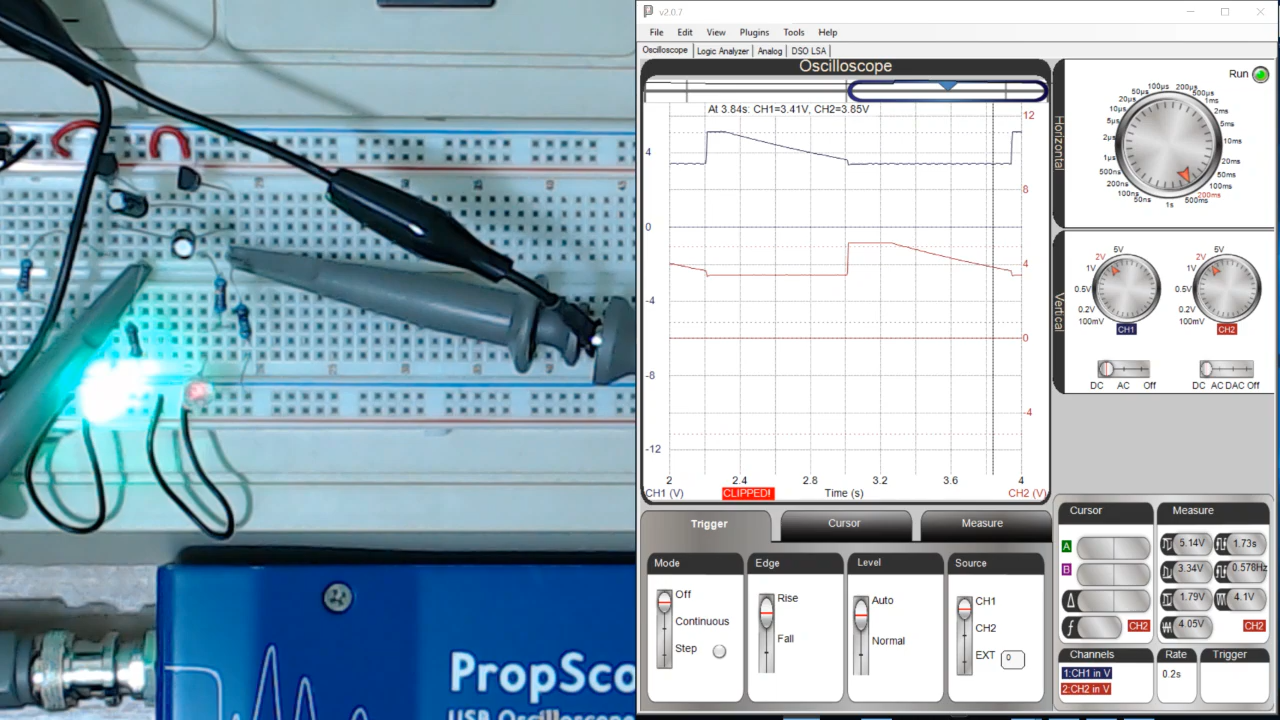 v2.0.7
File Edit View Plugins Tools Help
Oscilloscope Logic Analyzer Analog DSO LSA
Oscilloscope
At 3.84s: CH1=3.41V, CH2=3.85V
4
0
-4
-8
-12
12
8
4
0
-4
2 2.4 2.8 3.2 3.6 4
CH1 (V) CLIPPED! Time (s) CH2 (V)
Horizontal
Run
50ns
100ns
200ns
500ns
1µs
2µs
5µs
10µs
20µs
50µs
100µs
200µs
500µs
1ms
2ms
5ms
10ms
20ms
50ms
100ms
200ms
500ms
1s
Vertical
5V
2V
1V
0.5V
0.2V
100mV
CH1
DC AC Off
5V
2V
1V
0.5V
0.2V
100mV
CH2
DC AC DAC Off
Trigger Cursor Measure
Mode
Off
Continuous
Step
Edge
Rise
Fall
Level
Auto
Normal
Source
CH1
CH2
EXT 0
Cursor
A
B
Δ
f CH2
Measure
5.14V 1.73s
3.34V 0.578Hz
1.79V 4.1V
4.05V CH2
Channels
1:CH1 in V
2:CH2 in V
Rate
0.2s
Trigger
PropSco
USB Oscilloscope